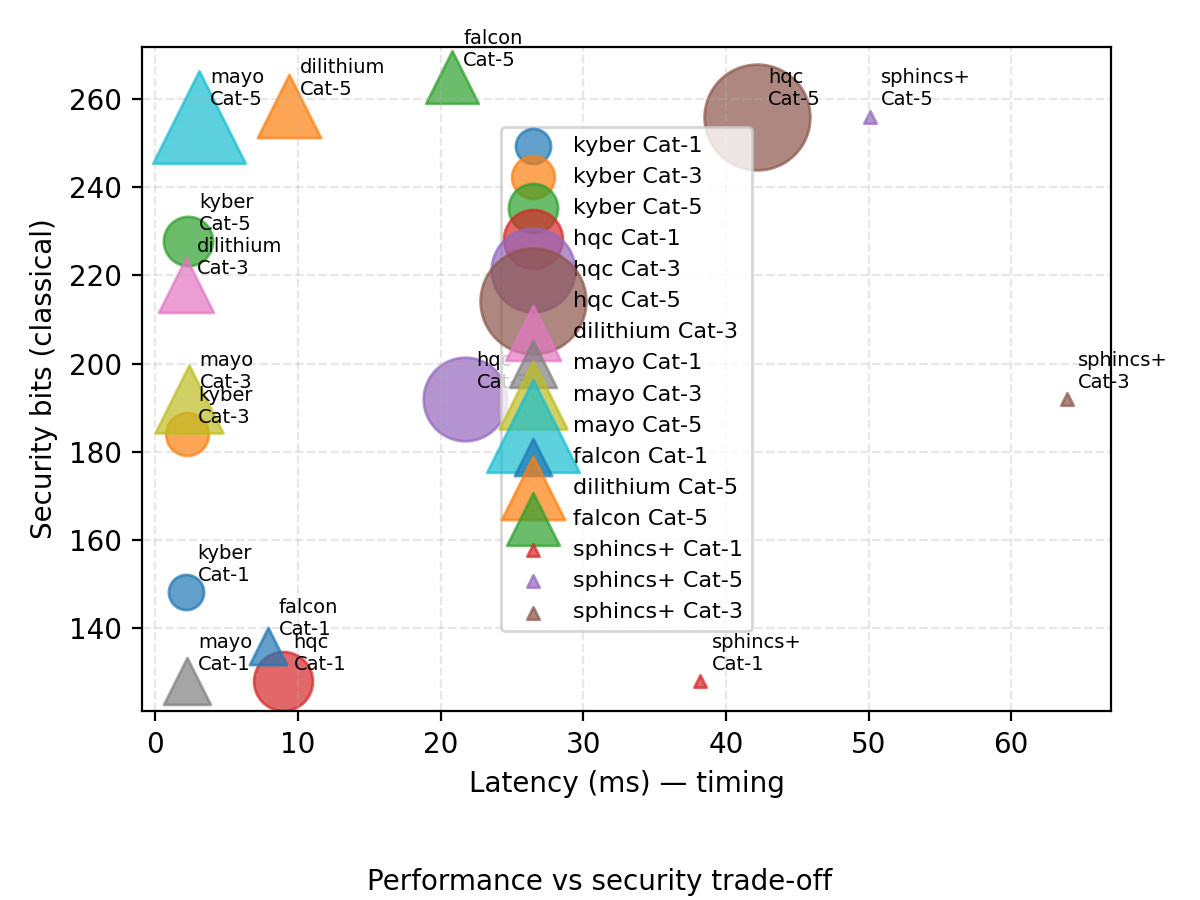 falcon
Cat-5
mayo
Cat-5
dilithium
Cat-5
hqc
Cat-5
sphincs+
Cat-5
kyber
Cat-5
dilithium
Cat-3
mayo
Cat-3
kyber
Cat-3
sphincs+
Cat-3
kyber
Cat-1
falcon
Cat-1
mayo
Cat-1
hqc
Cat-1
sphincs+
Cat-1
kyber Cat-1
kyber Cat-3
kyber Cat-5
hqc Cat-1
hqc Cat-3
hqc Cat-5
dilithium Cat-3
mayo Cat-1
mayo Cat-3
mayo Cat-5
falcon Cat-1
dilithium Cat-5
falcon Cat-5
sphincs+ Cat-1
sphincs+ Cat-5
sphincs+ Cat-3
260
240
220
200
180
160
140
Security bits (classical)
0 10 20 30 40 50 60
Latency (ms) — timing
Performance vs security trade-off